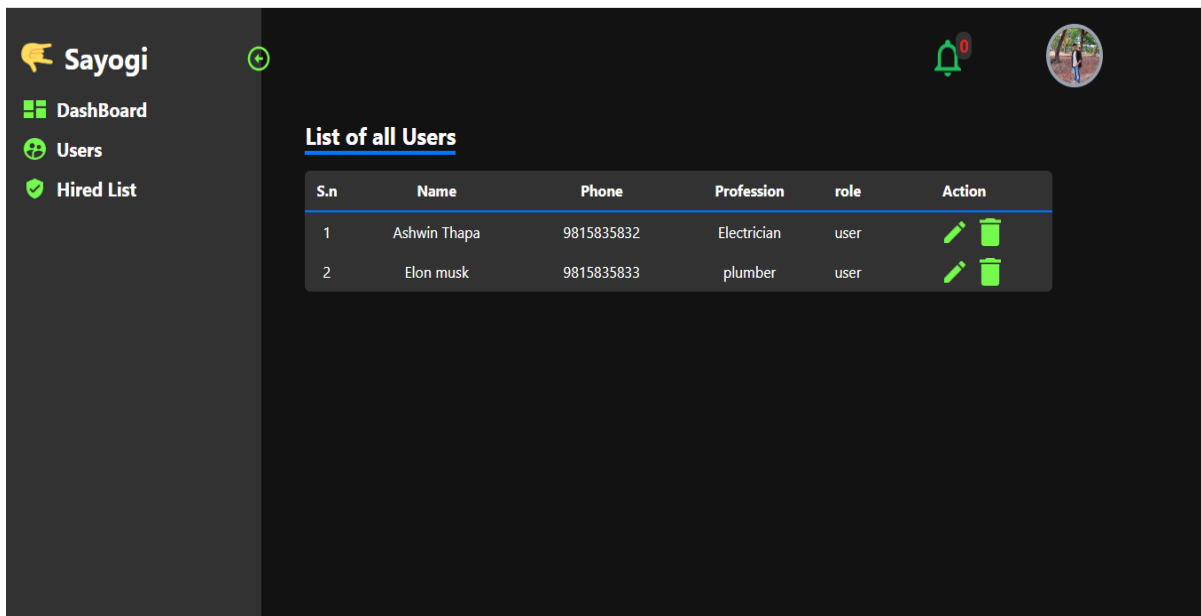 Sayogi
0
DashBoard
Users
Hired List
List of all Users
S.n Name Phone Profession role Action
1 Ashwin Thapa 9815835832 Electrician user
2 Elon musk 9815835833 plumber user